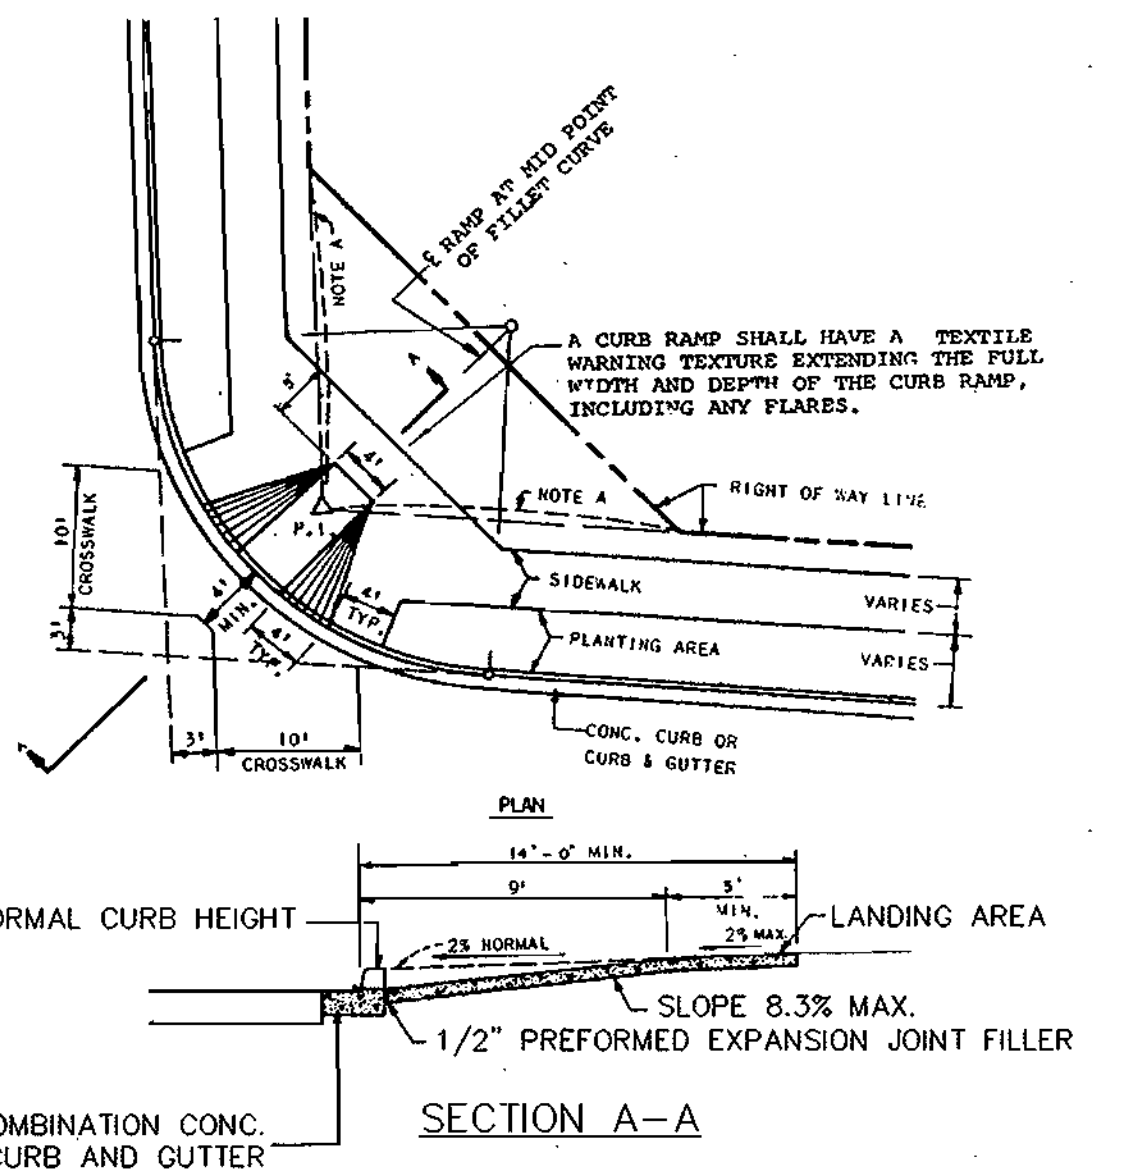 ℄ RAMP AT MID POINT
OF FILLET CURVE
NOTE A
A
A CURB RAMP SHALL HAVE A TEXTILE
WARNING TEXTURE EXTENDING THE FULL
WIDTH AND DEPTH OF THE CURB RAMP,
INCLUDING ANY FLARES.
5'
4'
NOTE A
RIGHT OF WAY LINE
P.I.
10'
CROSSWALK
3'
4'
MIN.
4'
TYP.
4'
TYP.
SIDEWALK
PLANTING AREA
VARIES
VARIES
3'
10'
CROSSWALK
CONC. CURB OR
CURB & GUTTER
PLAN
14'-0" MIN.
9'
5'
MIN.
ORMAL CURB HEIGHT
2% NORMAL
2% MAX.
LANDING AREA
SLOPE 8.3% MAX.
1/2" PREFORMED EXPANSION JOINT FILLER
OMBINATION CONC.
CURB AND GUTTER
SECTION A-A